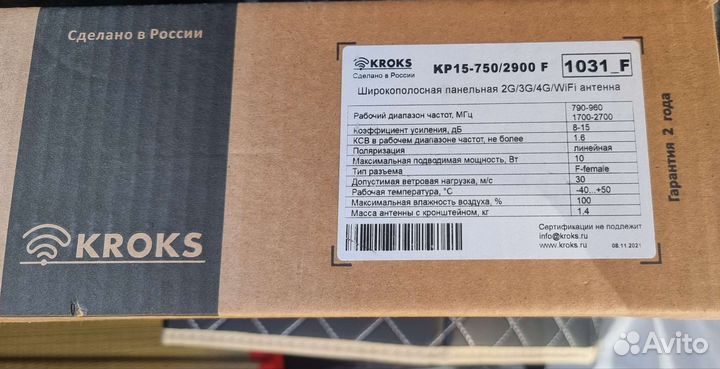 Сделано в России
KROKS
KROKS
Сделано в России
KP15-750/2900 F
1031_F
Широкополосная панельная 2G/3G/4G/WiFi антенна
Рабочий диапазон частот, МГц 790-960
1700-2700
Коэффициент усиления, дБ 8-15
КСВ в рабочем диапазоне частот, не более 1.6
Поляризация линейная
Максимальная подводимая мощность, Вт 10
Тип разъема F-female
Допустимая ветровая нагрузка, м/с 30
Рабочая температура, °C -40...+50
Максимальная влажность воздуха, % 100
Масса антенны с кронштейном, кг 1.4
Сертификации не подлежит
info@kroks.ru
www.kroks.ru
08.11.2021
Гарантия 2 года
Avito